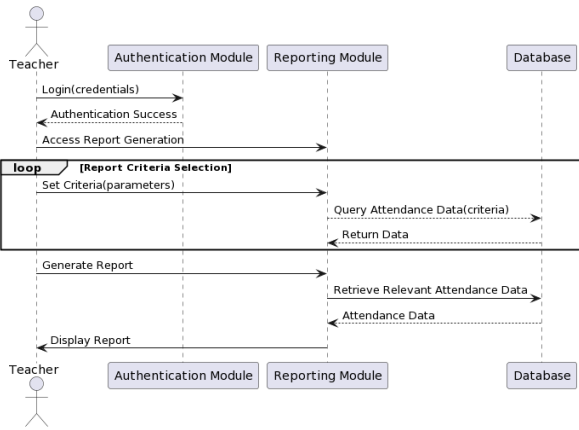 Teacher
Authentication Module
Reporting Module
Database
Login(credentials)
Authentication Success
Access Report Generation
loop [Report Criteria Selection]
Set Criteria(parameters)
Query Attendance Data(criteria)
Return Data
Generate Report
Retrieve Relevant Attendance Data
Attendance Data
Display Report
Teacher
Authentication Module
Reporting Module
Database